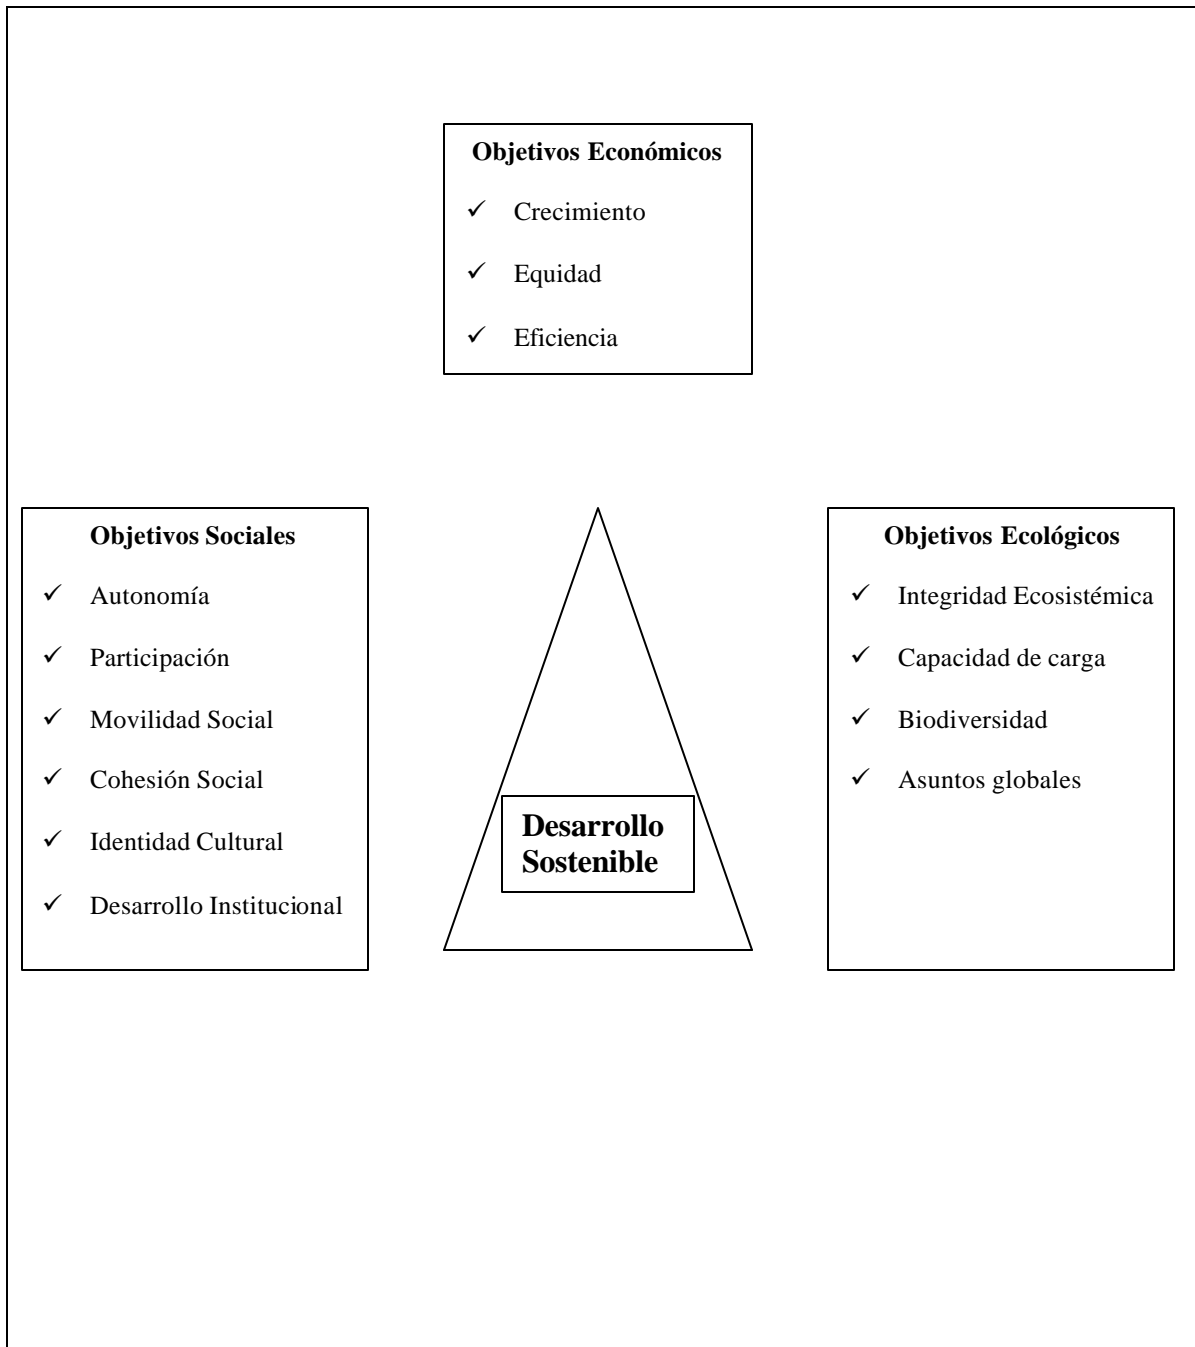 Objetivos Económicos
✓ Crecimiento
✓ Equidad
✓ Eficiencia
Objetivos Sociales
✓ Autonomía
✓ Participación
✓ Movilidad Social
✓ Cohesión Social
✓ Identidad Cultural
✓ Desarrollo Institucional
Desarrollo
Sostenible
Objetivos Ecológicos
✓ Integridad Ecosistémica
✓ Capacidad de carga
✓ Biodiversidad
✓ Asuntos globales